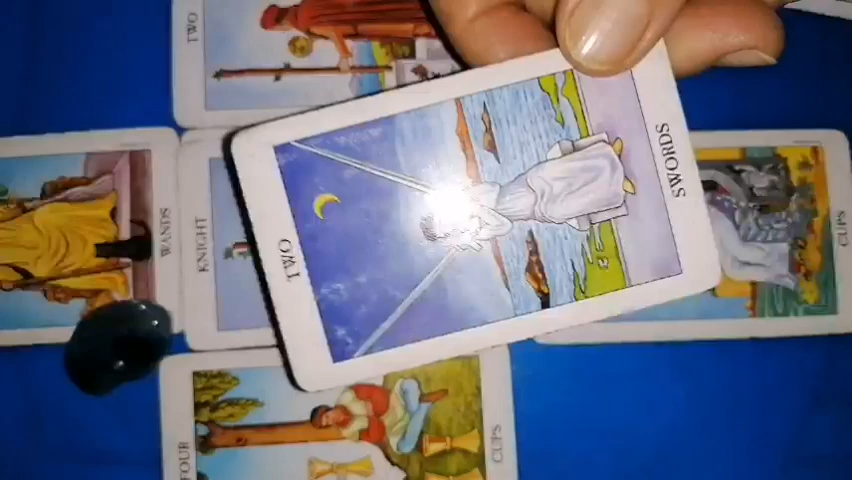 TWO
SWORDS
TWO
WANDS
KNIGHT
CUPS
FOUR
CUPS